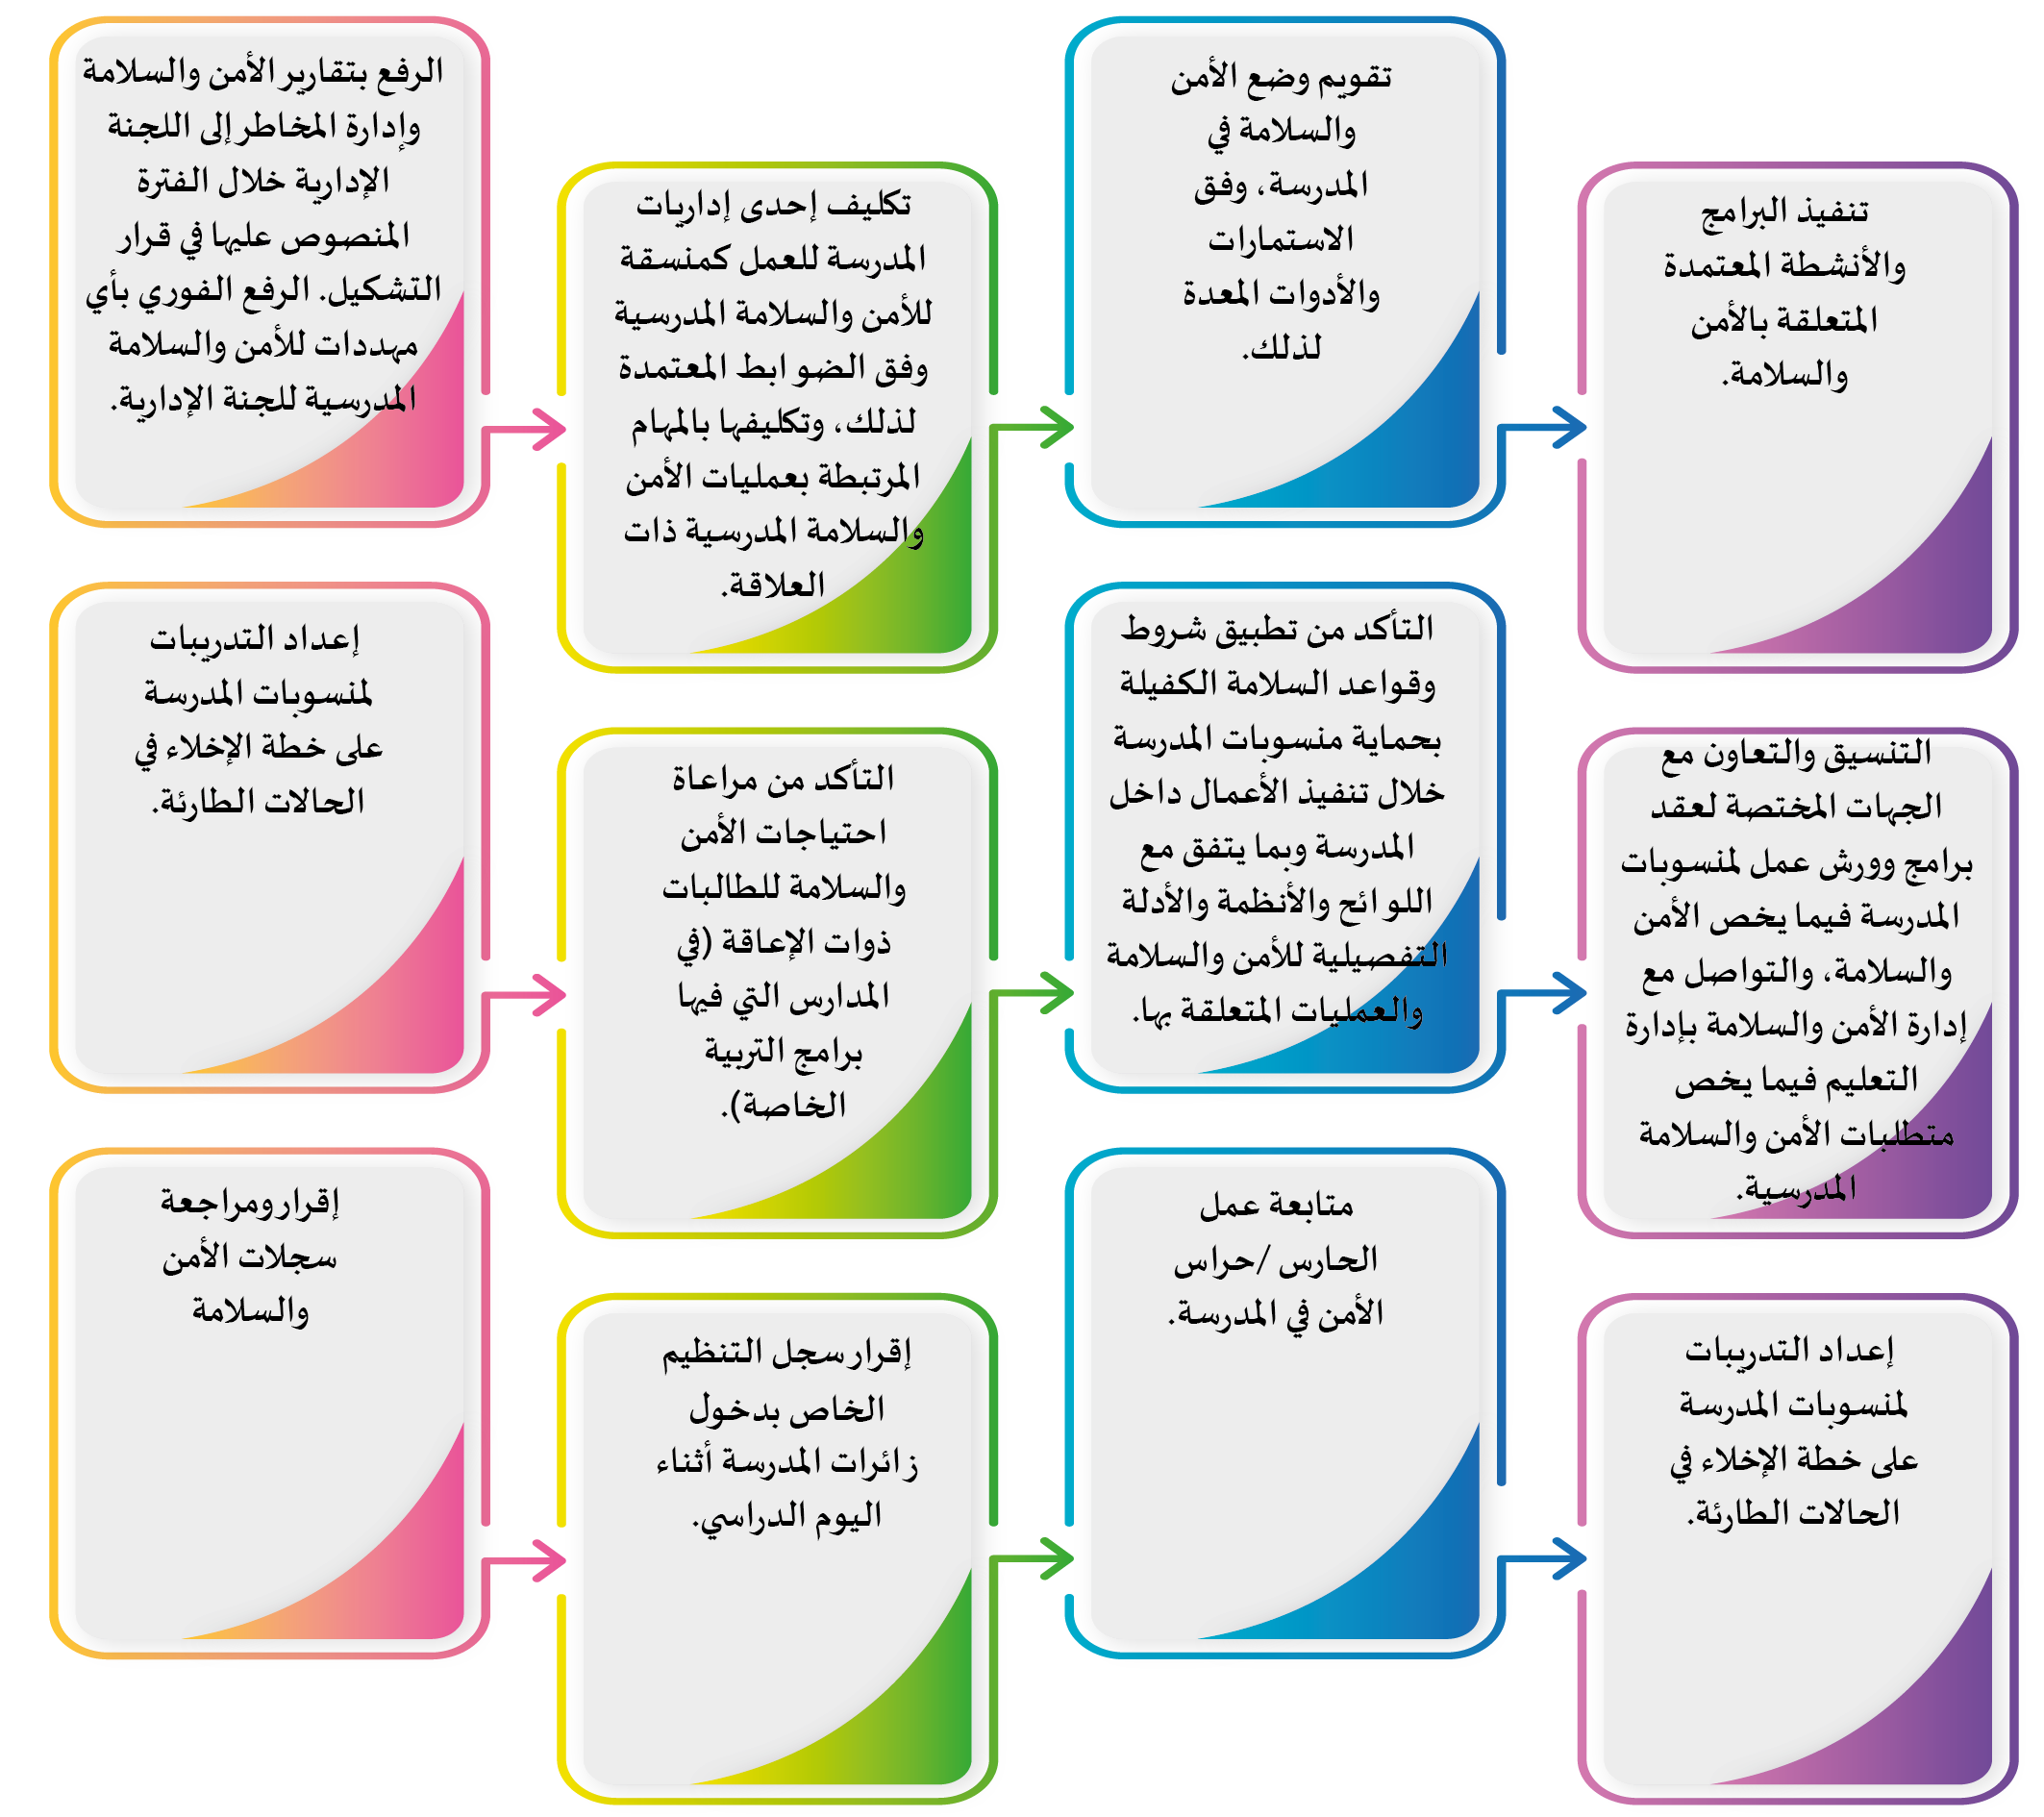 تنفيذ البرامج
والأنشطة المعتمدة
المتعلقة بالأمن
والسلامة.
تقويم وضع الأمن
والسلامة في
المدرسة، وفق
الاستمارات
والأدوات المعدة
لذلك.
تكليف إحدى إداريات
المدرسة للعمل كمنسقة
للأمن والسلامة المدرسية
وفق الضوابط المعتمدة
لذلك، وتكليفها بالمهام
المرتبطة بعمليات الأمن
والسلامة المدرسية ذات
العلاقة.
الرفع بتقارير الأمن والسلامة
وإدارة المخاطر إلى اللجنة
الإدارية خلال الفترة
المنصوص عليها في قرار
التشكيل. الرفع الفوري بأي
مهددات للأمن والسلامة
المدرسية للجنة الإدارية.
التنسيق والتعاون مع
الجهات المختصة لعقد
برامج وورش عمل لمنسوبات
المدرسة فيما يخص الأمن
والسلامة، والتواصل مع
إدارة الأمن والسلامة بإدارة
التعليم فيما يخص
متطلبات الأمن والسلامة
المدرسية.
التأكد من تطبيق شروط
وقواعد السلامة الكفيلة
بحماية منسوبات المدرسة
خلال تنفيذ الأعمال داخل
المدرسة وبما يتفق مع
اللوائح والأنظمة والأدلة
التفصيلية للأمن والسلامة
والعمليات المتعلقة بها.
التأكد من مراعاة
احتياجات الأمن
والسلامة للطالبات
ذوات الإعاقة (في
المدارس التي فيها
برامج التربية
الخاصة).
إعداد التدريبات
لمنسوبات المدرسة
على خطة الإخلاء في
الحالات الطارئة.
إعداد التدريبات
لمنسوبات المدرسة
على خطة الإخلاء في
الحالات الطارئة.
متابعة عمل
الحارس /حراس
الأمن في المدرسة.
إقرار سجل التنظيم
الخاص بدخول
زائرات المدرسة أثناء
اليوم الدراسي.
إقرار ومراجعة
سجلات الأمن
والسلامة